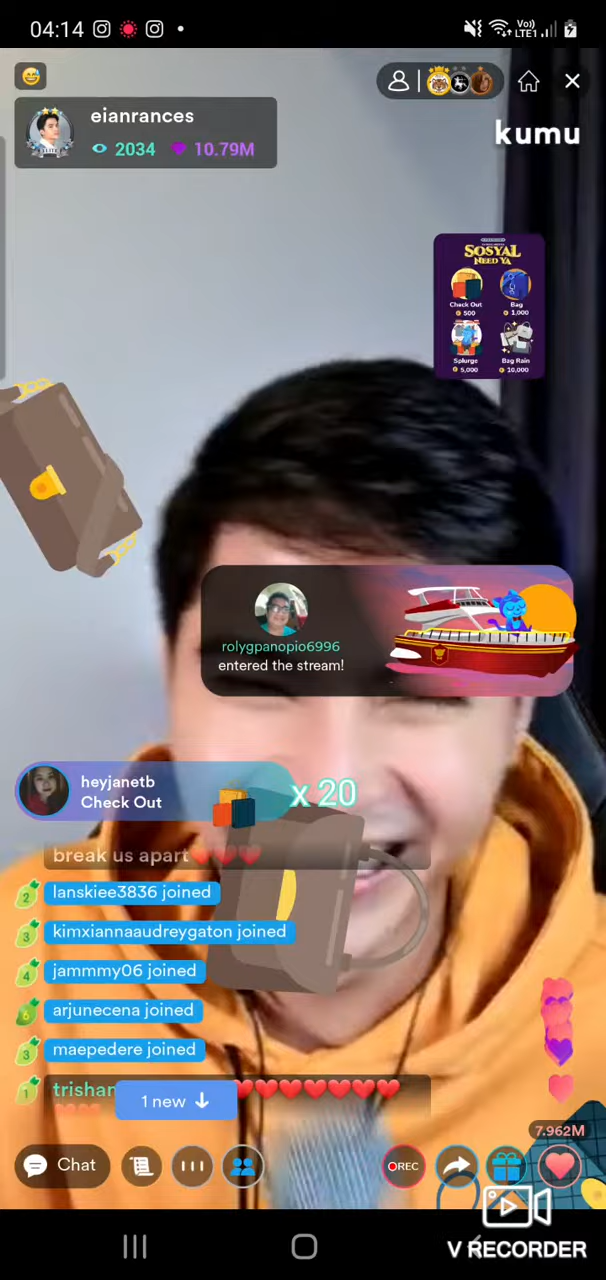 04:14
Vo))
LTE1
eianrances
ELITE
2034
10.79M
kumu
SOSYAL
NEED YA
Check Out
500
Bag
1,000
Splurge
5,000
Bag Rain
10,000
rolygpanopio6996
entered the stream!
heyjanetb
Check Out
x 20
break us apart❤❤❤
2 lanskiee3836 joined
3 kimxiannaaudreygaton joined
4 jammmy06 joined
6 arjunecena joined
3 maepedere joined
1 trishan
1 new ↓
7.962M
Chat
REC
V RECORDER